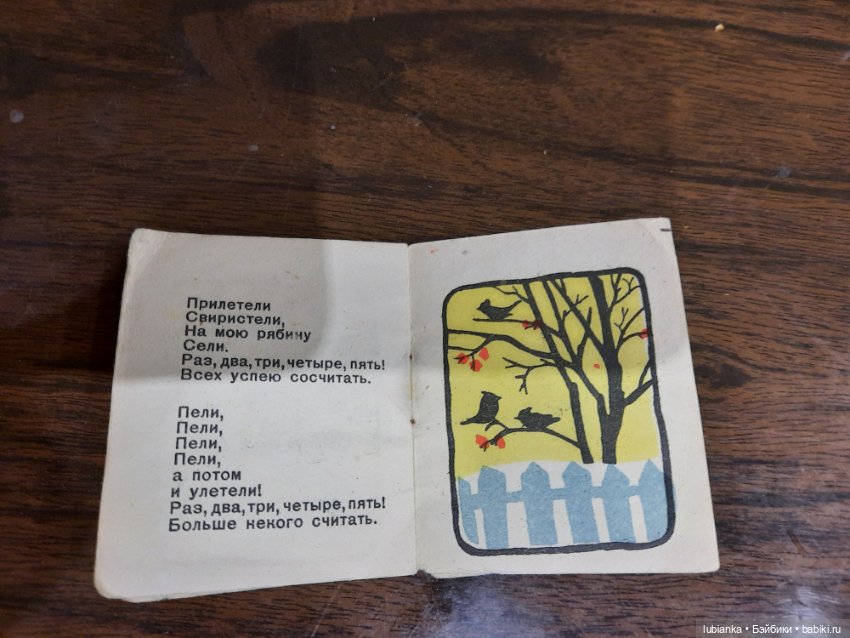 Прилетели
Свиристели,
На мою рябину
Сели.
Раз, два, три, четыре, пять!
Всех успею сосчитать.
Пели,
Пели,
Пели,
Пели,
а потом
и улетели!
Раз, два, три, четыре, пять!
Больше некого считать.
lubianka • Бэйбики • babiki.ru